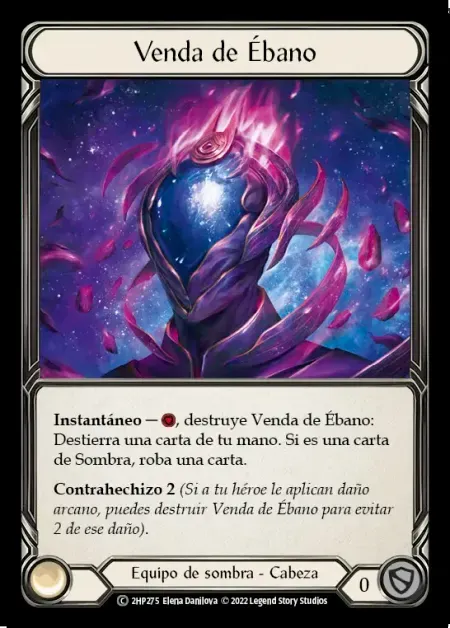 Venda de Ébano
Instantáneo — , destruye Venda de Ébano:
Destierra una carta de tu mano. Si es una carta
de Sombra, roba una carta.
Contrahechizo 2 (Si a tu héroe le aplican daño
arcano, puedes destruir Venda de Ébano para evitar
2 de ese daño).
Equipo de sombra - Cabeza
0
C 2HP275 Elena Danilova © 2022 Legend Story Studios